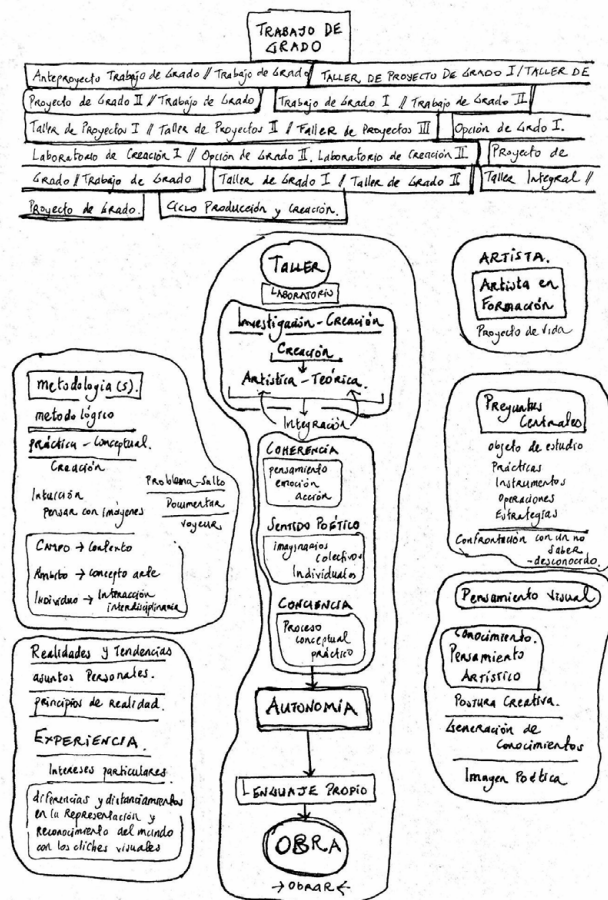 TRABAJO DE
GRADO
Anteproyecto Trabajo de Grado // Trabajo de Grado TALLER DE PROYECTO DE GRADO I / TALLER DE
Proyecto de Grado II // Trabajo de Grado Trabajo de Grado I // Trabajo de Grado II
Taller de Proyectos I // Taller de Proyectos II // Taller de Proyectos III Opción de Grado I.
Laboratorio de Creación I // Opción de Grado II. Laboratorio de Creación II. Proyecto de
Grado // Trabajo de Grado Taller de Grado I // Taller de Grado II Taller Integral //
Proyecto de Grado. Ciclo Producción y Creación.
TALLER
LABORATORIO
Investigación - Creación
Creación
Artística - Teórica.
Integración
COHERENCIA
pensamiento
emoción
acción
SENTIDO POÉTICO
imaginarios
colectivos
Individuales
CONCIENCIA
Proceso
conceptual
práctico
AUTONOMÍA
LENGUAJE PROPIO
OBRA
→ OBRAR ←
metodologia(s).
metodológico
práctica - Conceptual.
Creación
Intuición
pensar con imágenes
Problema - Salto
Documentar
voyeur
CAMPO → Contexto
Ámbito → concepto arte
Individuo → Interacción
interdisciplinaria
Realidades y Tendencias
asuntos Personales.
principios de realidad.
EXPERIENCIA.
Intereses particulares.
diferencias y distanciamientos
en la Representación y
Reconocimiento del mundo
con los cliches visuales
ARTISTA.
Artista en
Formación
Proyecto de vida
Preguntas
Centrales
objeto de estudio
Prácticas
Instrumentos
Operaciones
Estrategias
Confrontación con un no
saber
- desconocido.
Pensamiento Visual
Conocimiento.
Pensamiento
Artístico
Postura Creativa.
Generación de
Conocimientos
Imagen Poética